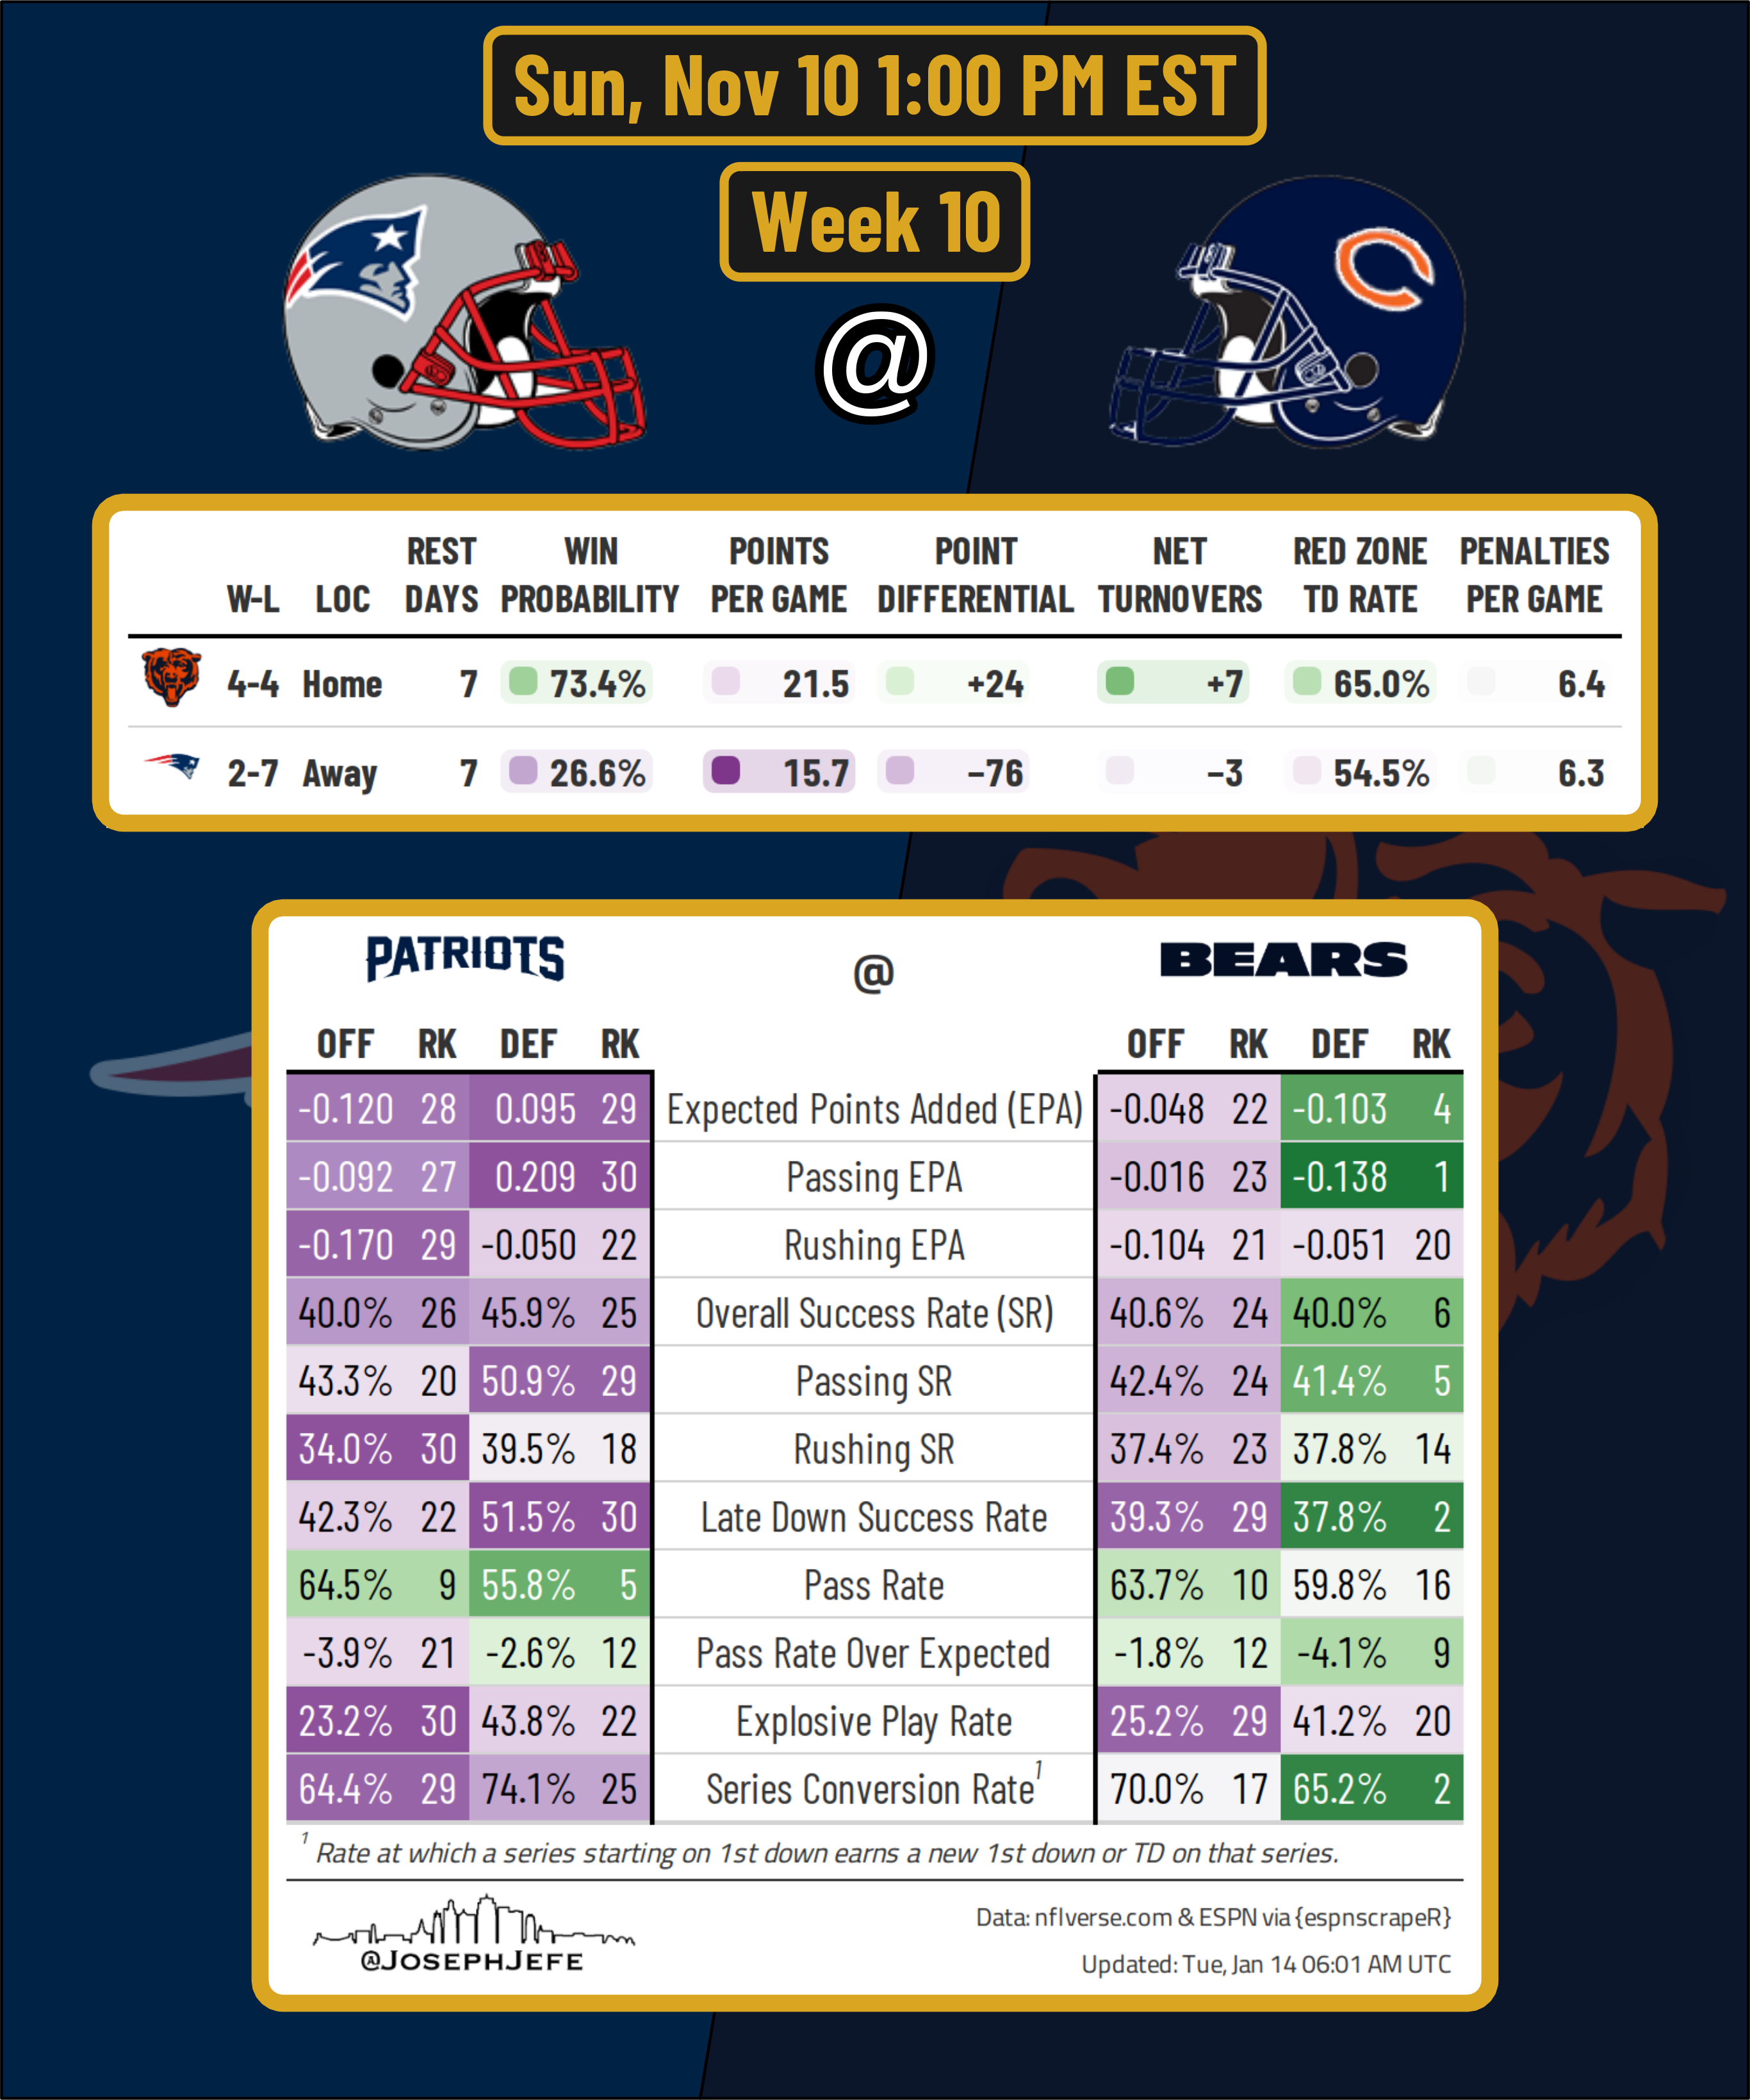 Sun, Nov 10 1:00 PM EST
Week 10
@
REST WIN POINTS POINT NET RED ZONE PENALTIES
W-L LOC DAYS PROBABILITY PER GAME DIFFERENTIAL TURNOVERS TD RATE PER GAME
4-4 Home 7 73.4% 21.5 +24 +7 65.0% 6.4
2-7 Away 7 26.6% 15.7 −76 −3 54.5% 6.3
PATRIOTS @ BEARS
OFF RK DEF RK OFF RK DEF RK
-0.120 28 0.095 29 Expected Points Added (EPA) -0.048 22 -0.103 4
-0.092 27 0.209 30 Passing EPA -0.016 23 -0.138 1
-0.170 29 -0.050 22 Rushing EPA -0.104 21 -0.051 20
40.0% 26 45.9% 25 Overall Success Rate (SR) 40.6% 24 40.0% 6
43.3% 20 50.9% 29 Passing SR 42.4% 24 41.4% 5
34.0% 30 39.5% 18 Rushing SR 37.4% 23 37.8% 14
42.3% 22 51.5% 30 Late Down Success Rate 39.3% 29 37.8% 2
64.5% 9 55.8% 5 Pass Rate 63.7% 10 59.8% 16
-3.9% 21 -2.6% 12 Pass Rate Over Expected -1.8% 12 -4.1% 9
23.2% 30 43.8% 22 Explosive Play Rate 25.2% 29 41.2% 20
64.4% 29 74.1% 25 Series Conversion Rate¹ 70.0% 17 65.2% 2
¹ Rate at which a series starting on 1st down earns a new 1st down or TD on that series.
Data: nflverse.com & ESPN via {espnscrapeR}
@JOSEPHJEFE
Updated: Tue, Jan 14 06:01 AM UTC